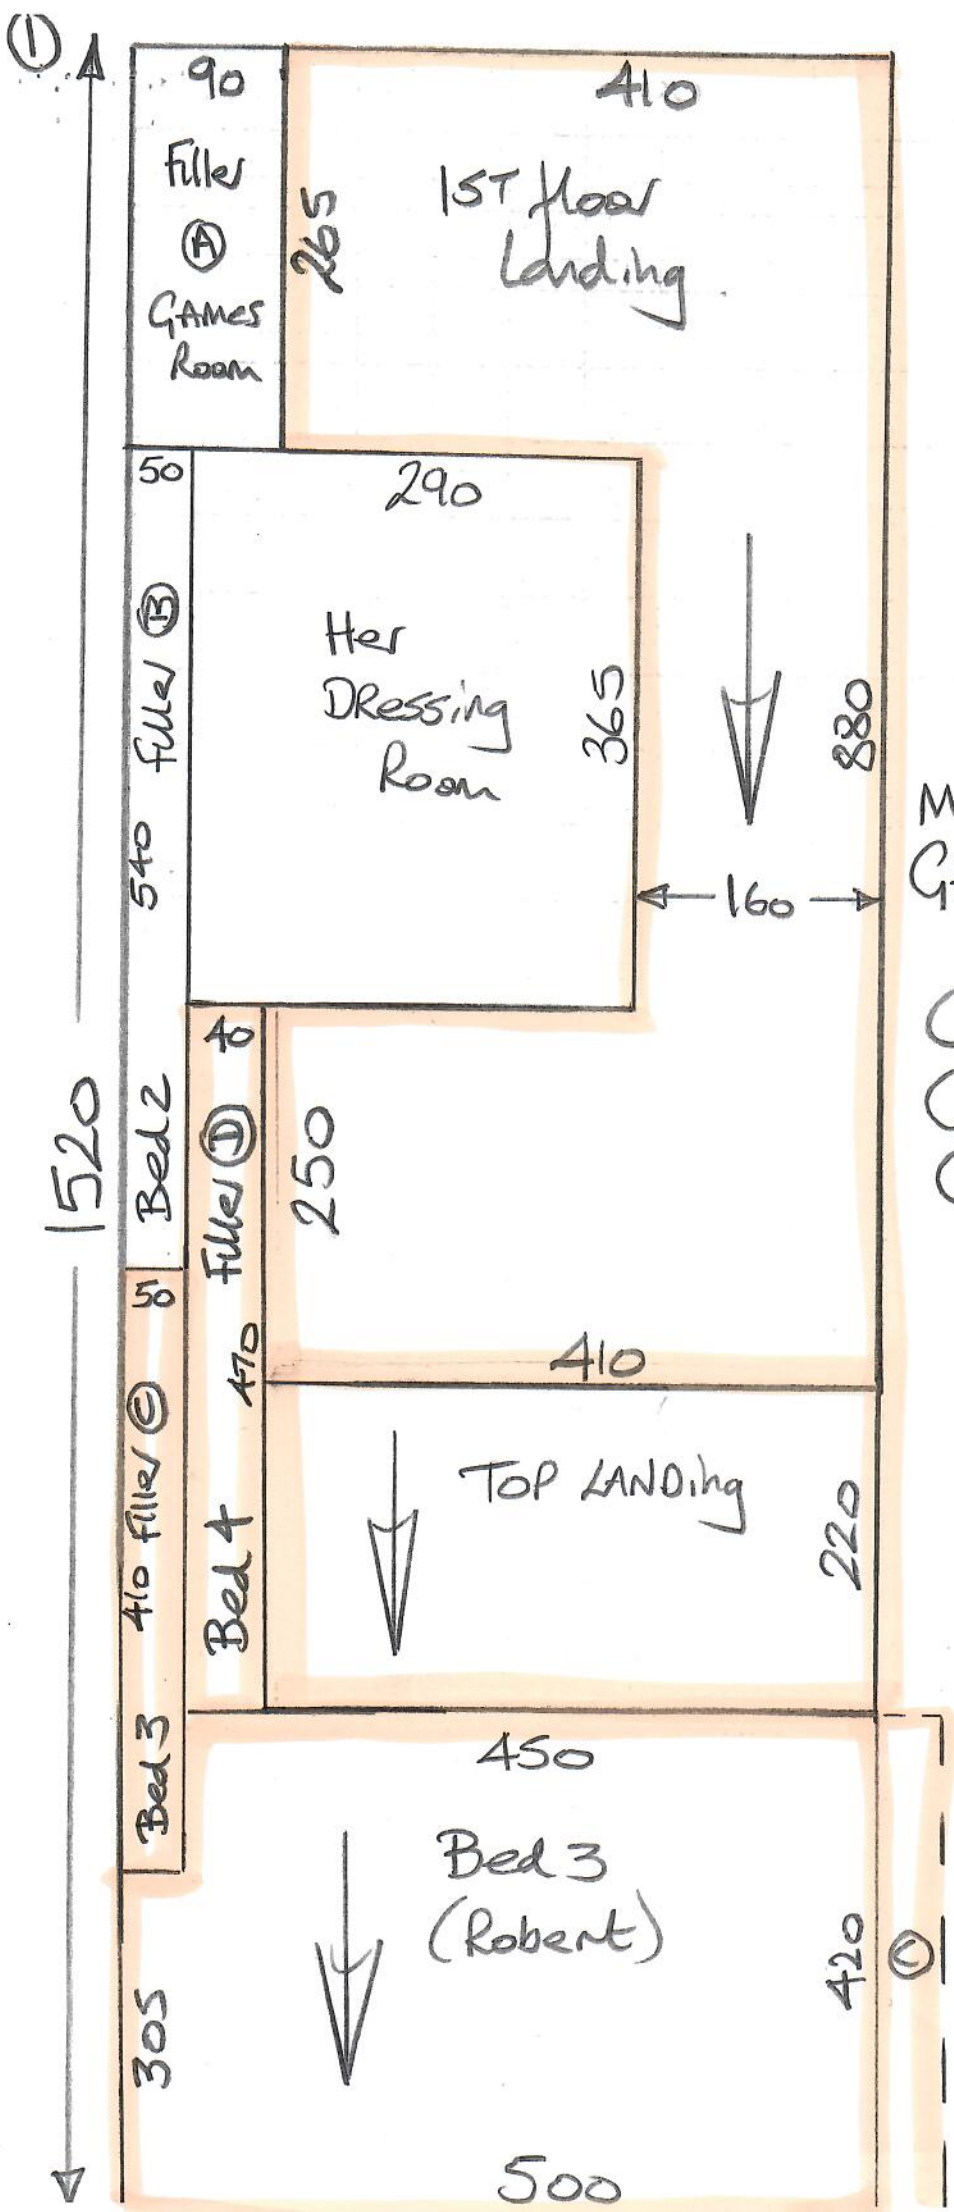 ①
90
410
Filler
Ⓐ
GAMES
Room
265
1ST floor
Landing
50
290
Her
DRessing
Room
365
880
540 Filler Ⓑ
Bed 2
160
M
G
1520
40
Filler Ⓓ
470
Bed 4
250
410
50
410 Filler Ⓒ
Bed 3
TOP LANDing
220
450
Bed 3
(Robert)
420
Ⓒ
305
500